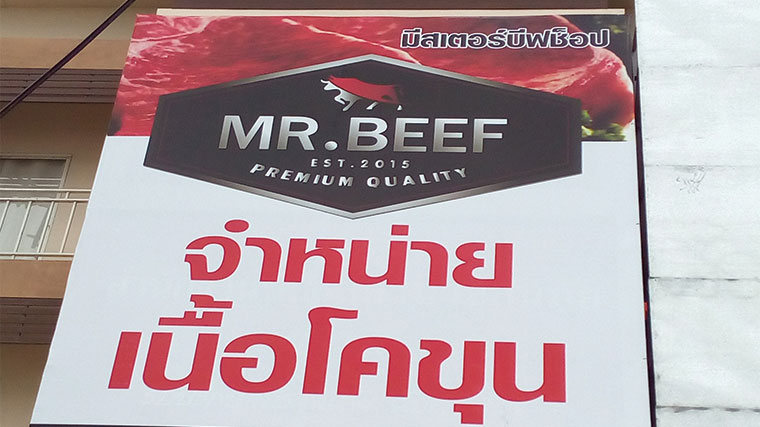 มีสเตอร์บีฟช็อป
MR.BEEF
EST.2015
PREMIUM QUALITY
จำหน่าย
เนื้อโคขุน